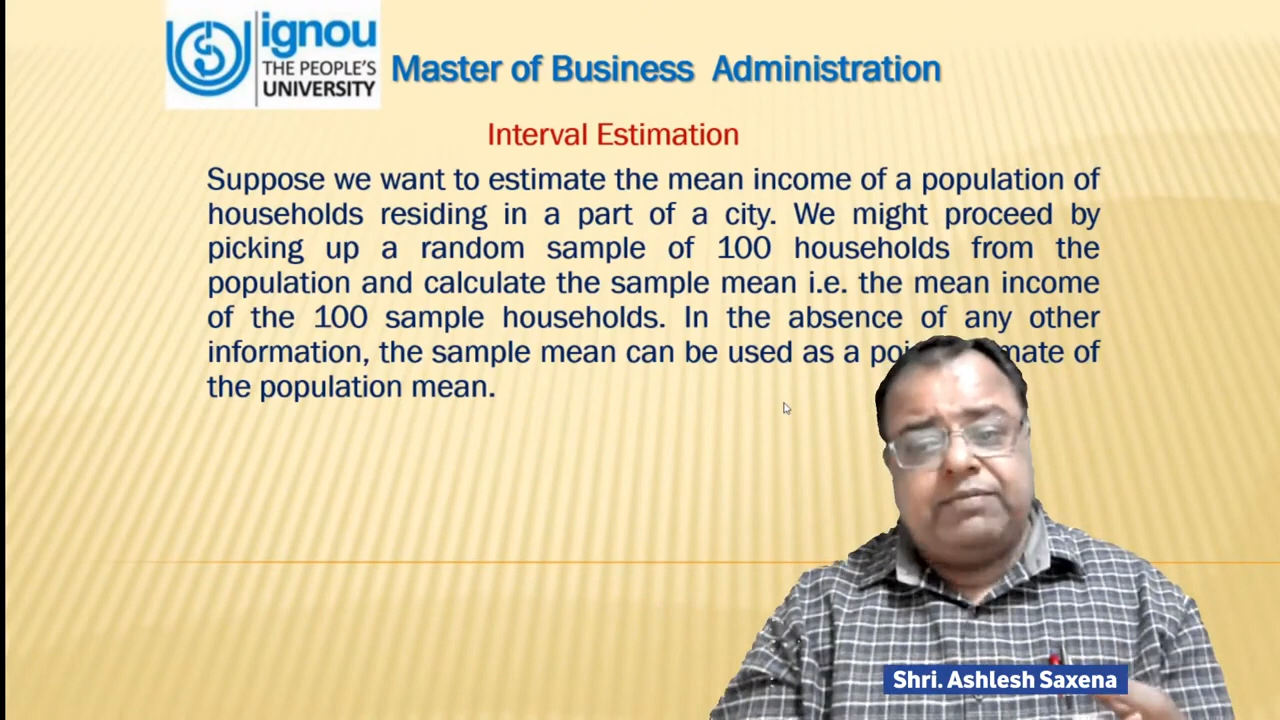 ignou
THE PEOPLE'S
UNIVERSITY
Master of Business Administration
Interval Estimation
Suppose we want to estimate the mean income of a population of
households residing in a part of a city. We might proceed by
picking up a random sample of 100 households from the
population and calculate the sample mean i.e. the mean income
of the 100 sample households. In the absence of any other
information, the sample mean can be used as a of
the population mean.
Shri. Ashlesh Saxena